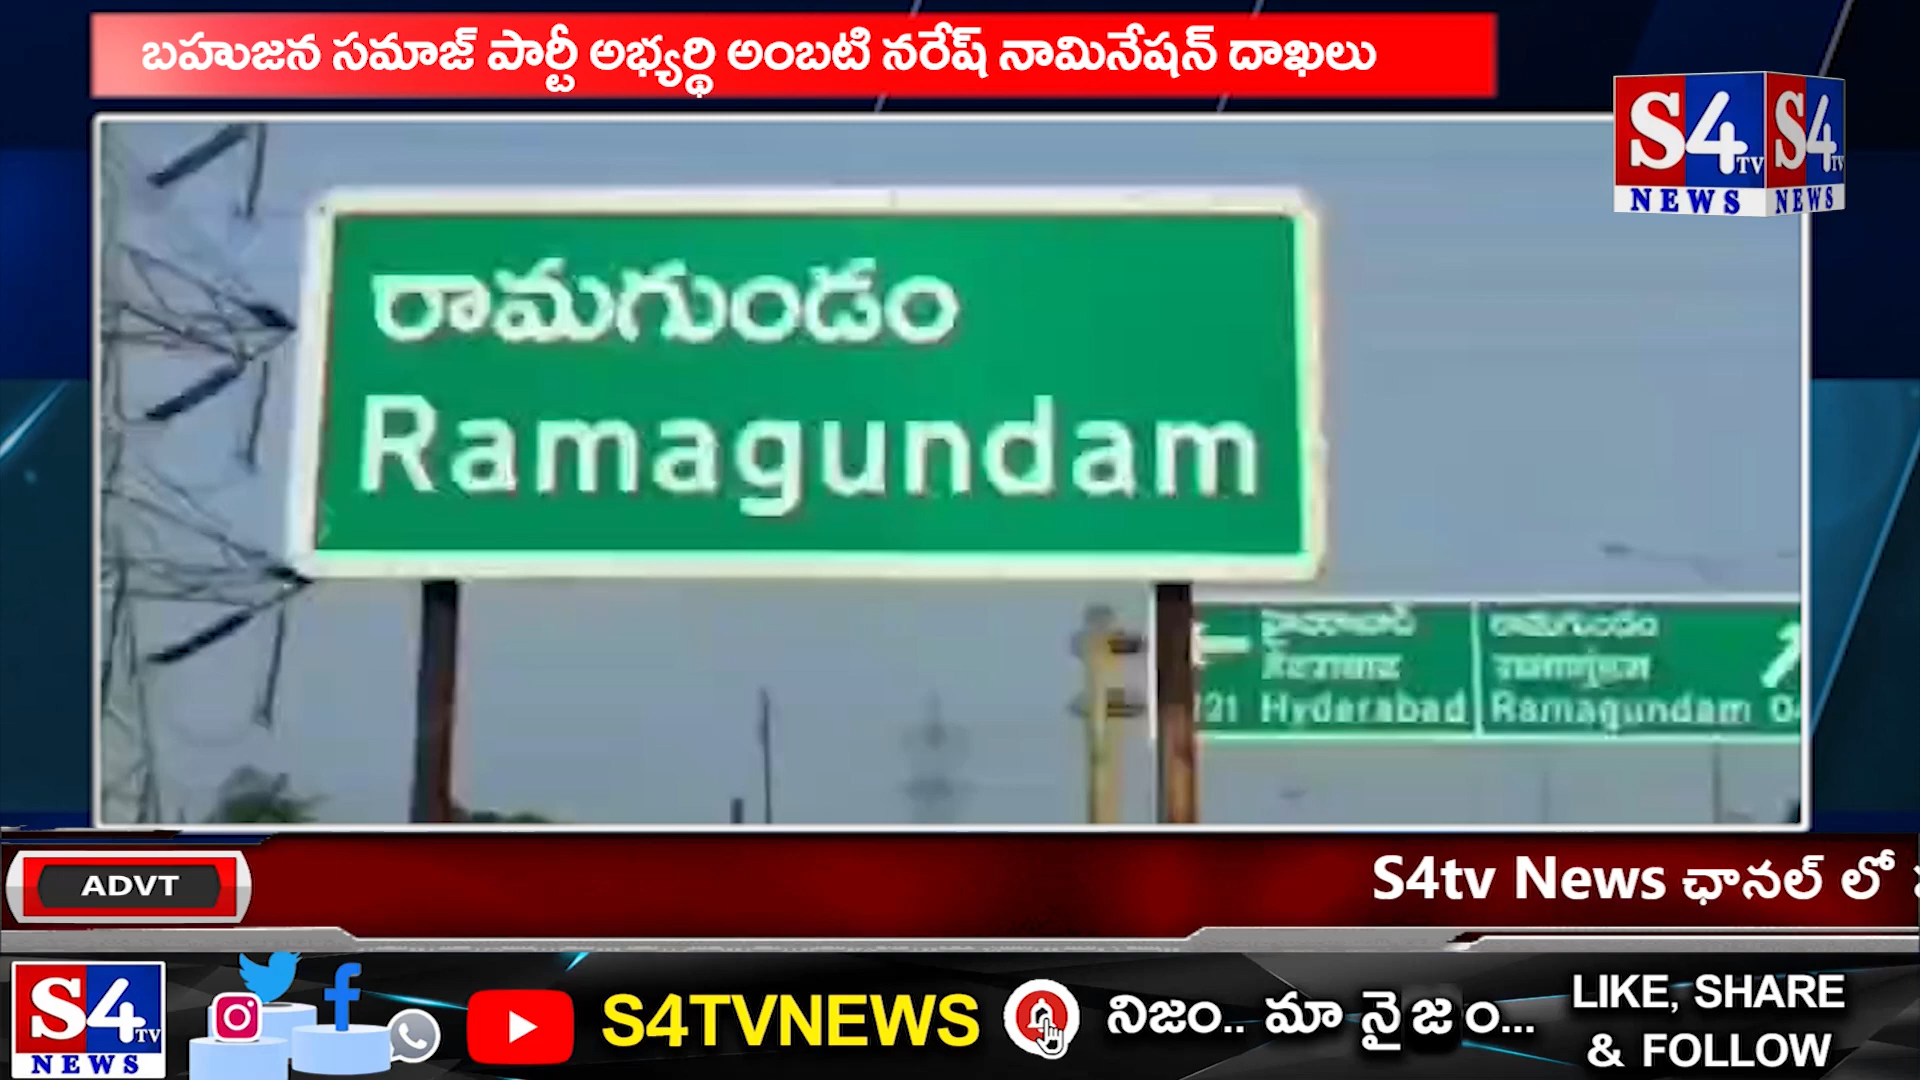 బహుజన సమాజ్ పార్టీ అభ్యర్థి అంబటి నరేష్ నామినేషన్ దాఖలు
S4 TV NEWS
S4 TV NEWS
రామగుండం
Ramagundam
Hyderabad
రామగుండం
Ramagundam
ADVT
S4tv News ఛానల్ లో
S4 TV NEWS
S4TVNEWS
నిజం.. మా నైజం...
LIKE, SHARE
& FOLLOW